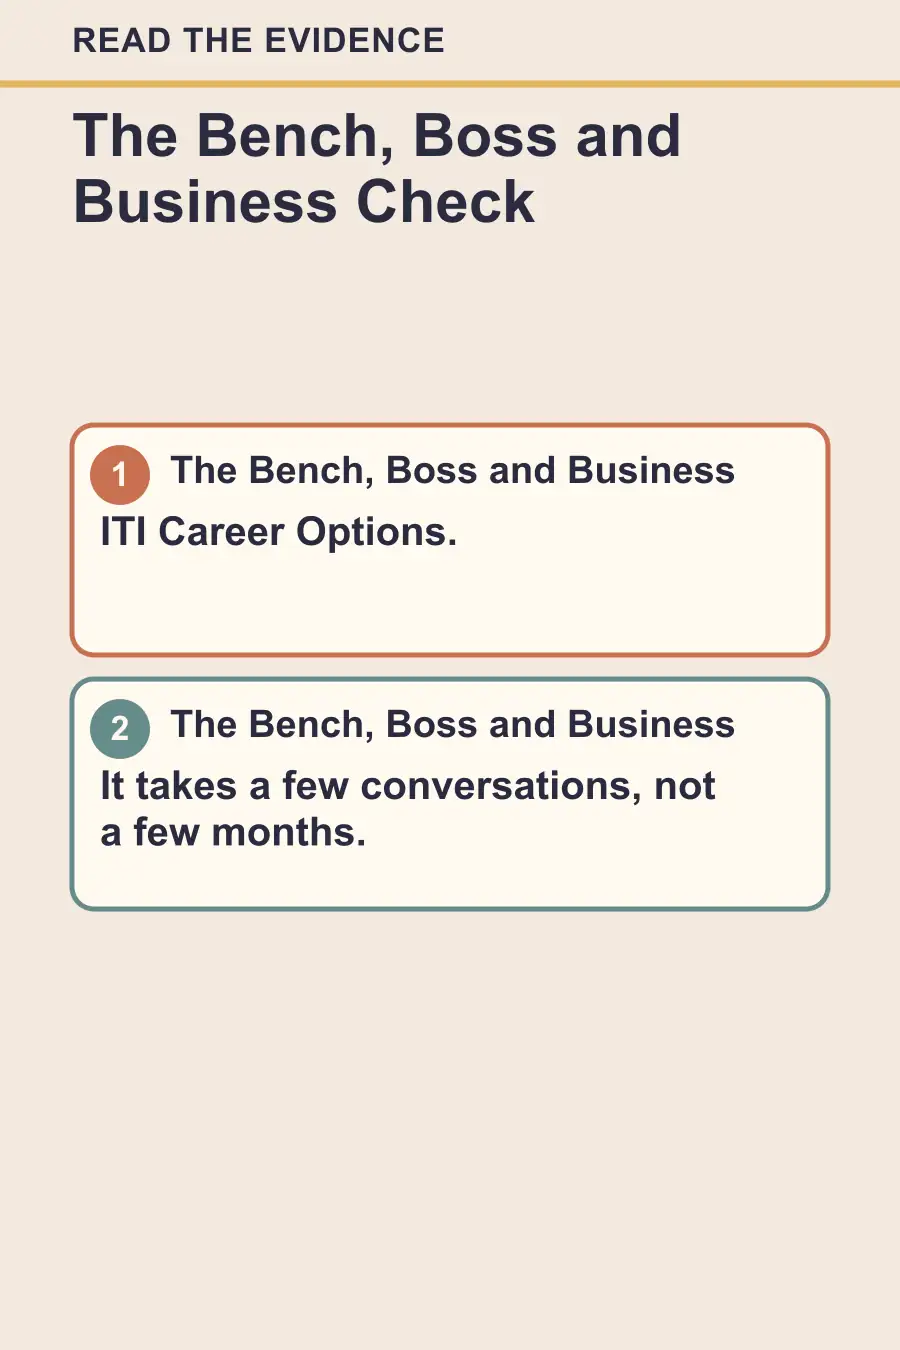 READ THE EVIDENCE
The Bench, Boss and
Business Check
1 The Bench, Boss and Business
ITI Career Options.
2 The Bench, Boss and Business
It takes a few conversations, not
a few months.